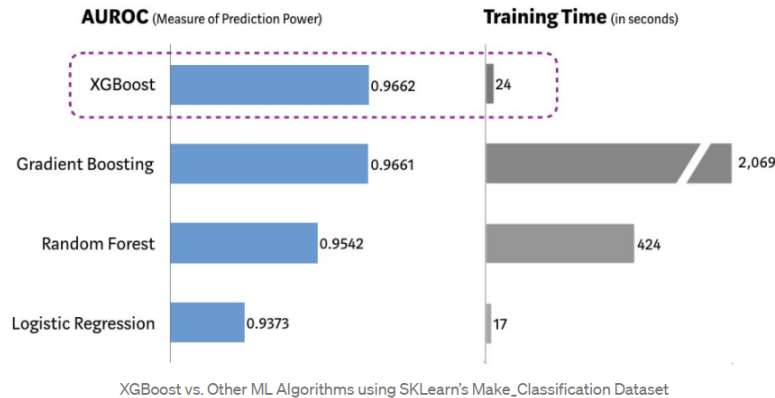 AUROC (Measure of Prediction Power) Training Time (in seconds)
XGBoost 0.9662 24
Gradient Boosting 0.9661 2,069
Random Forest 0.9542 424
Logistic Regression 0.9373 17
XGBoost vs. Other ML Algorithms using SKLearn's Make_Classification Dataset